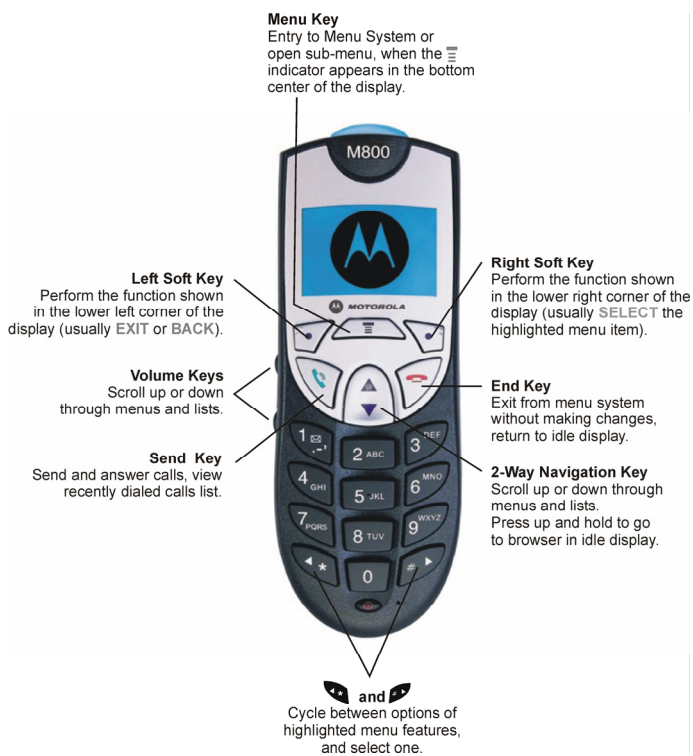 Menu Key
Entry to Menu System or
open sub-menu, when the
indicator appears in the bottom
center of the display.
M800
MOTOROLA
Left Soft Key
Perform the function shown
in the lower left corner of the
display (usually EXIT or BACK).
Right Soft Key
Perform the function shown
in the lower right corner of the
display (usually SELECT the
highlighted menu item).
Volume Keys
Scroll up or down
through menus and lists.
End Key
Exit from menu system
without making changes,
return to idle display.
Send Key
Send and answer calls, view
recently dialed calls list.
2-Way Navigation Key
Scroll up or down through
menus and lists.
Press up and hold to go
to browser in idle display.
1
2 ABC
3 DEF
4 GHI
5 JKL
6 MNO
7 PQRS
8 TUV
9 WXYZ
*
0
#
* and #
Cycle between options of
highlighted menu features,
and select one.